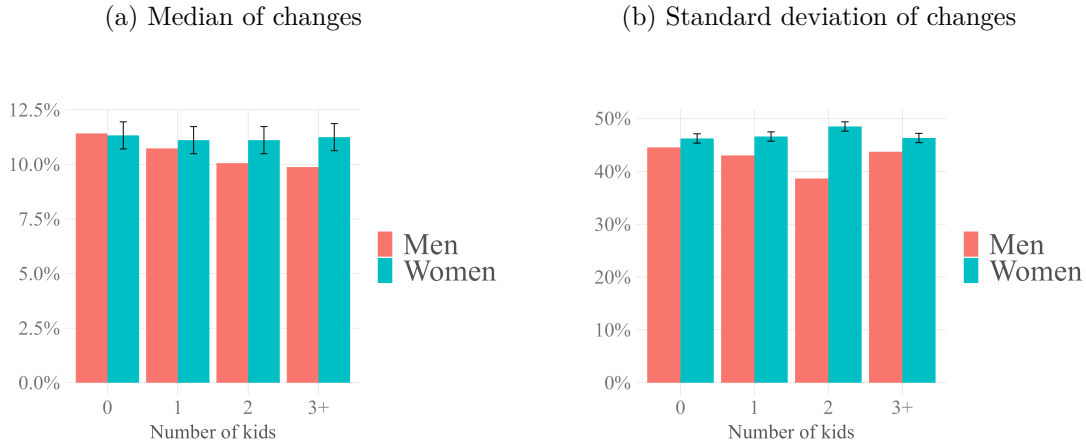 (a) Median of changes
12.5%
10.0%
7.5%
5.0%
2.5%
0.0%
0 1 2 3+
Number of kids
Men
Women
(b) Standard deviation of changes
50%
40%
30%
20%
10%
0%
0 1 2 3+
Number of kids
Men
Women